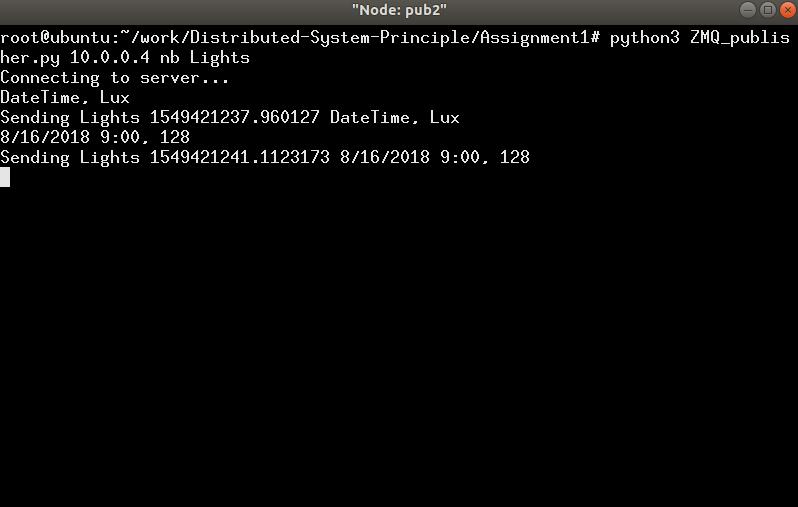 "Node: pub2"
root@ubuntu:~/work/Distributed-System-Principle/Assignment1# python3 ZMQ_publis
her.py 10.0.0.4 nb Lights
Connecting to server...
DateTime, Lux
Sending Lights 1549421237.960127 DateTime, Lux
8/16/2018 9:00, 128
Sending Lights 1549421241.1123173 8/16/2018 9:00, 128